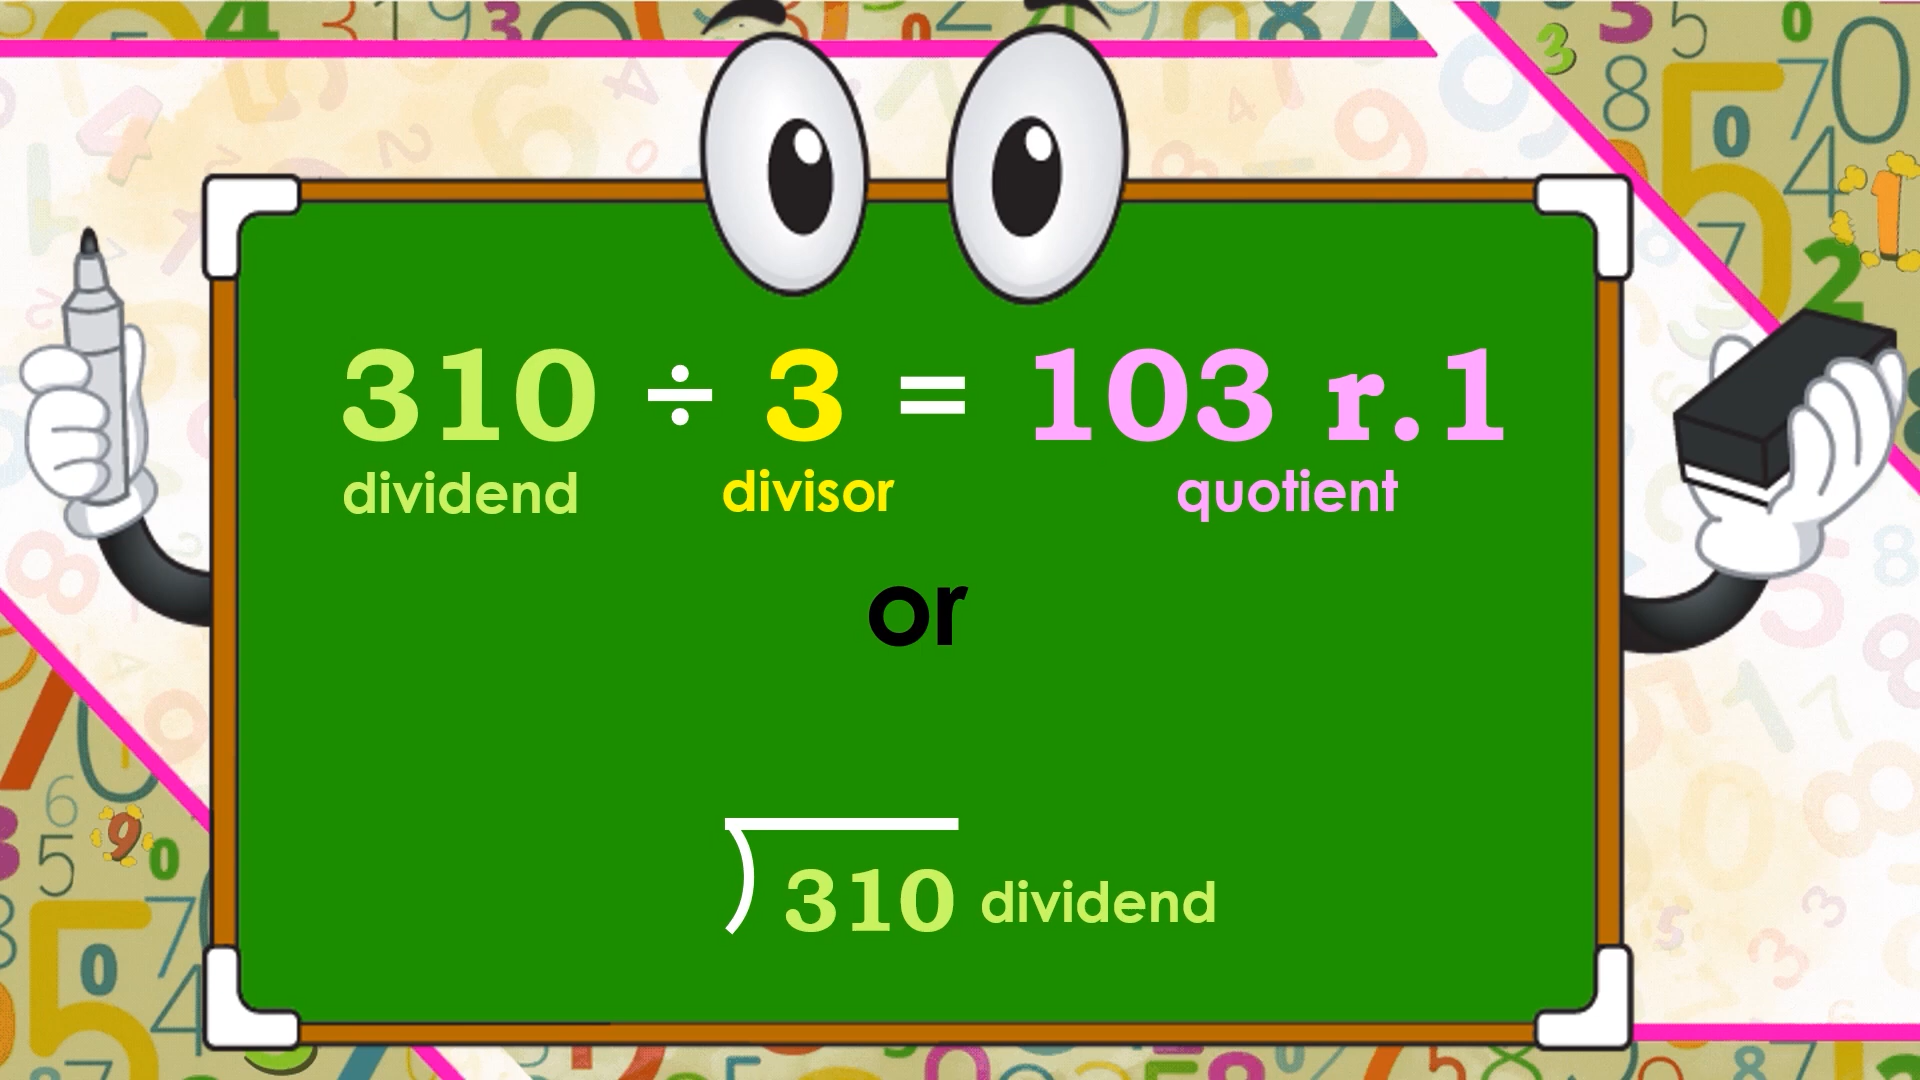 310 ÷ 3 = 103 r.1
dividend divisor quotient
or
310 dividend